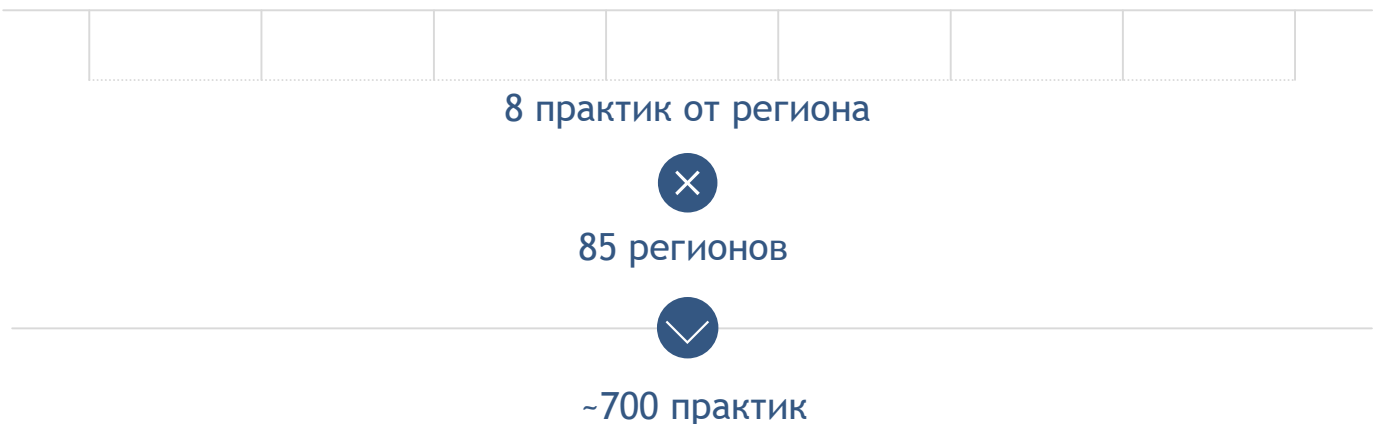 8 практик от региона
85 регионов
~700 практик